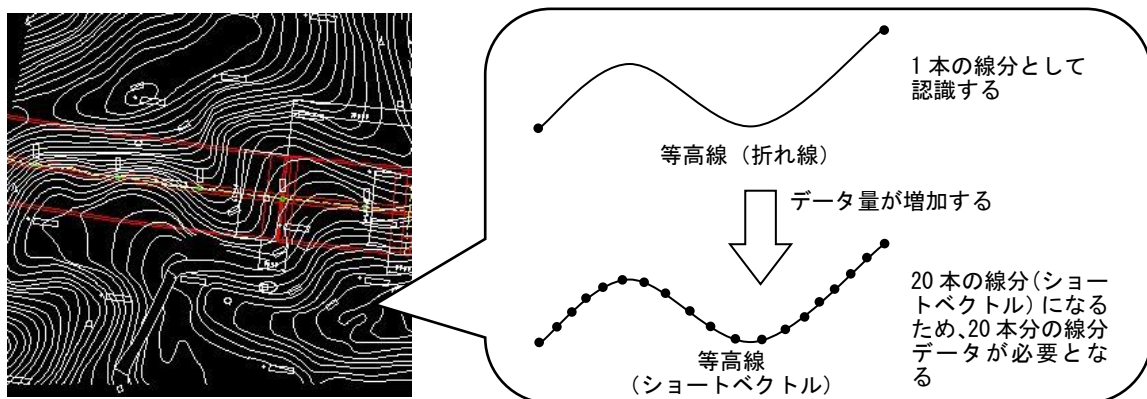 1本の線分として
認識する
等高線（折れ線）
データ量が増加する
20本の線分（ショー
トベクトル）になる
ため、20本分の線分
データが必要とな
る
等高線
（ショートベクトル）